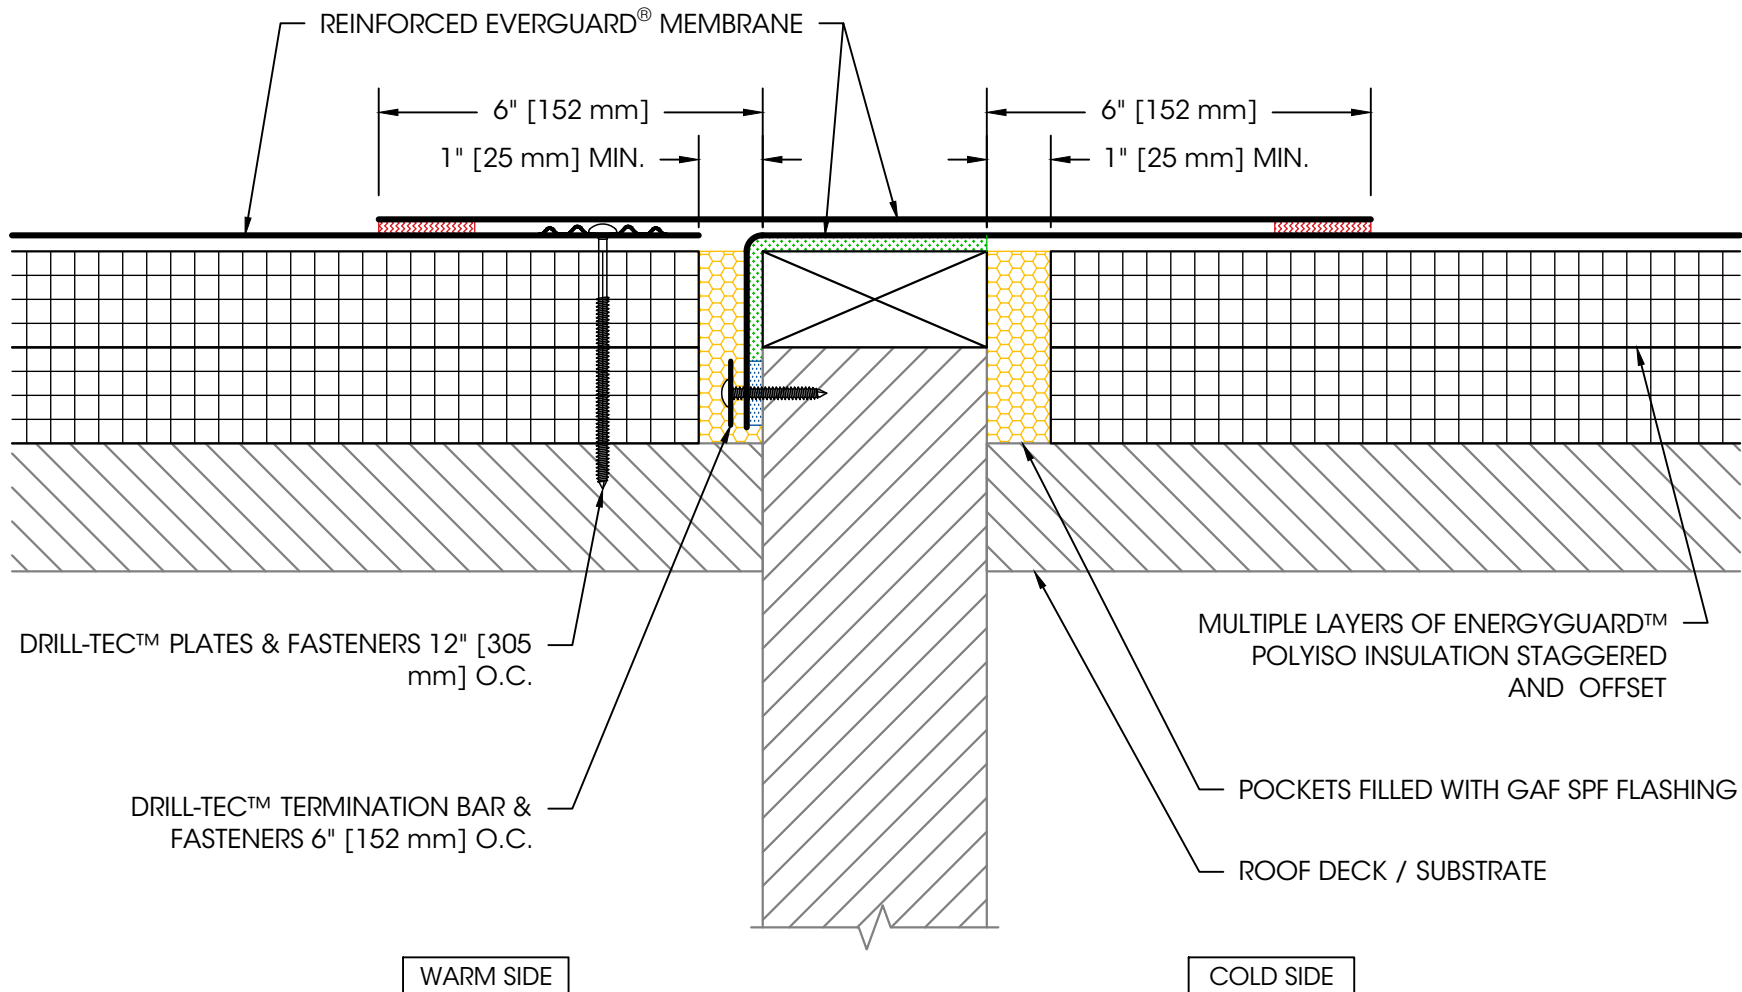 REINFORCED EVERGUARD® MEMBRANE
6" [152 mm]
6" [152 mm]
1" [25 mm] MIN.
1" [25 mm] MIN.
DRILL-TEC™ PLATES & FASTENERS 12" [305
mm] O.C.
MULTIPLE LAYERS OF ENERGYGUARD™
POLYISO INSULATION STAGGERED
AND OFFSET
DRILL-TEC™ TERMINATION BAR &
FASTENERS 6" [152 mm] O.C.
POCKETS FILLED WITH GAF SPF FLASHING
ROOF DECK / SUBSTRATE
WARM SIDE
COLD SIDE